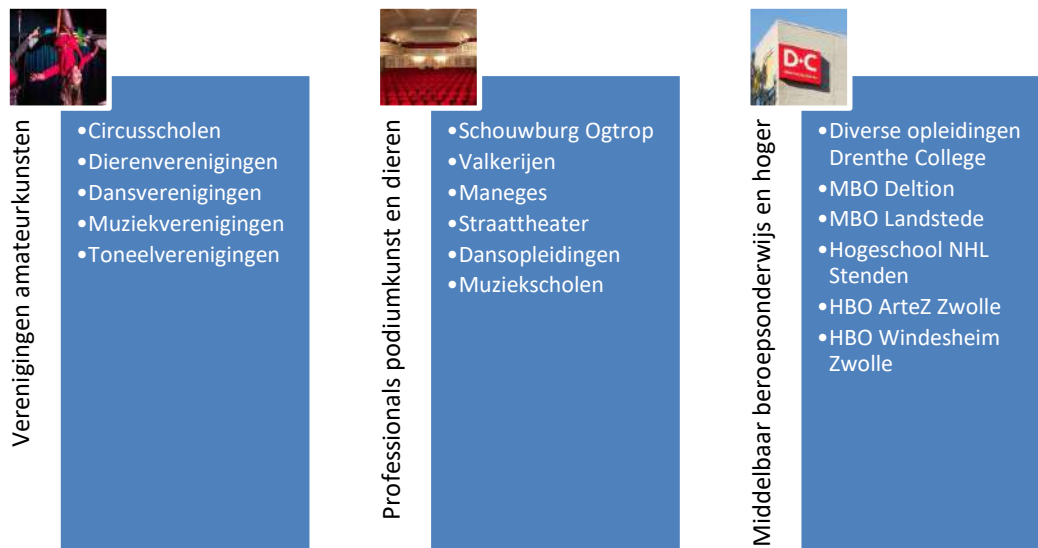 Verenigingen amateurkunsten
•Circusscholen
•Dierenverenigingen
•Dansverenigingen
•Muziekverenigingen
•Toneelverenigingen
Professionals podiumkunst en dieren
•Schouwburg Ogtrop
•Valkerijen
•Maneges
•Straattheater
•Dansopleidingen
•Muziekscholen
D•C
Middelbaar beroepsonderwijs en hoger
•Diverse opleidingen
Drenthe College
•MBO Deltion
•MBO Landstede
•Hogeschool NHL
Stenden
•HBO ArteZ Zwolle
•HBO Windesheim
Zwolle